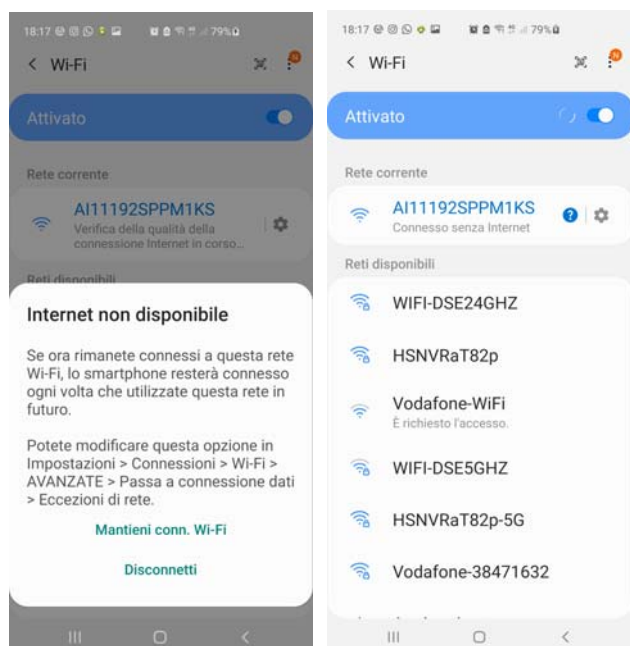 18:17 79%
Wi-Fi
N
Attivato
Rete corrente
AI11192SPPM1KS
Verifica della qualità della
connessione Internet in corso...
Reti disponibili
Internet non disponibile
Se ora rimanete connessi a questa rete
Wi-Fi, lo smartphone resterà connesso
ogni volta che utilizzate questa rete in
futuro.
Potete modificare questa opzione in
Impostazioni > Connessioni > Wi-Fi >
AVANZATE > Passa a connessione dati
> Eccezioni di rete.
Mantieni conn. Wi-Fi
Disconnetti
18:17 79%
Wi-Fi
N
Attivato
Rete corrente
AI11192SPPM1KS
Connesso senza Internet
Reti disponibili
WIFI-DSE24GHZ
HSNVRaT82p
Vodafone-WiFi
È richiesto l'accesso.
WIFI-DSE5GHZ
HSNVRaT82p-5G
Vodafone-38471632